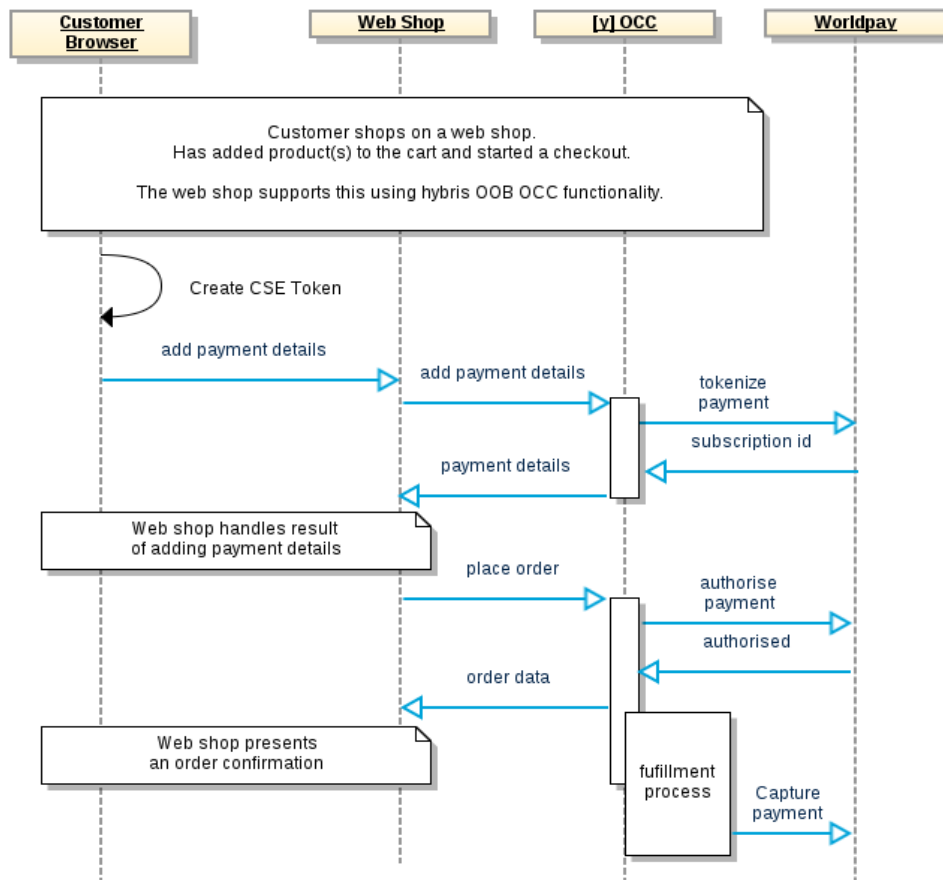 Customer
Browser
Web Shop
[y] OCC
Worldpay
Customer shops on a web shop.
Has added product(s) to the cart and started a checkout.
The web shop supports this using hybris OOB OCC functionality.
Create CSE Token
add payment details
add payment details
tokenize
payment
subscription id
payment details
Web shop handles result
of adding payment details
place order
authorise
payment
authorised
order data
Web shop presents
an order confirmation
fufillment
process
Capture
payment